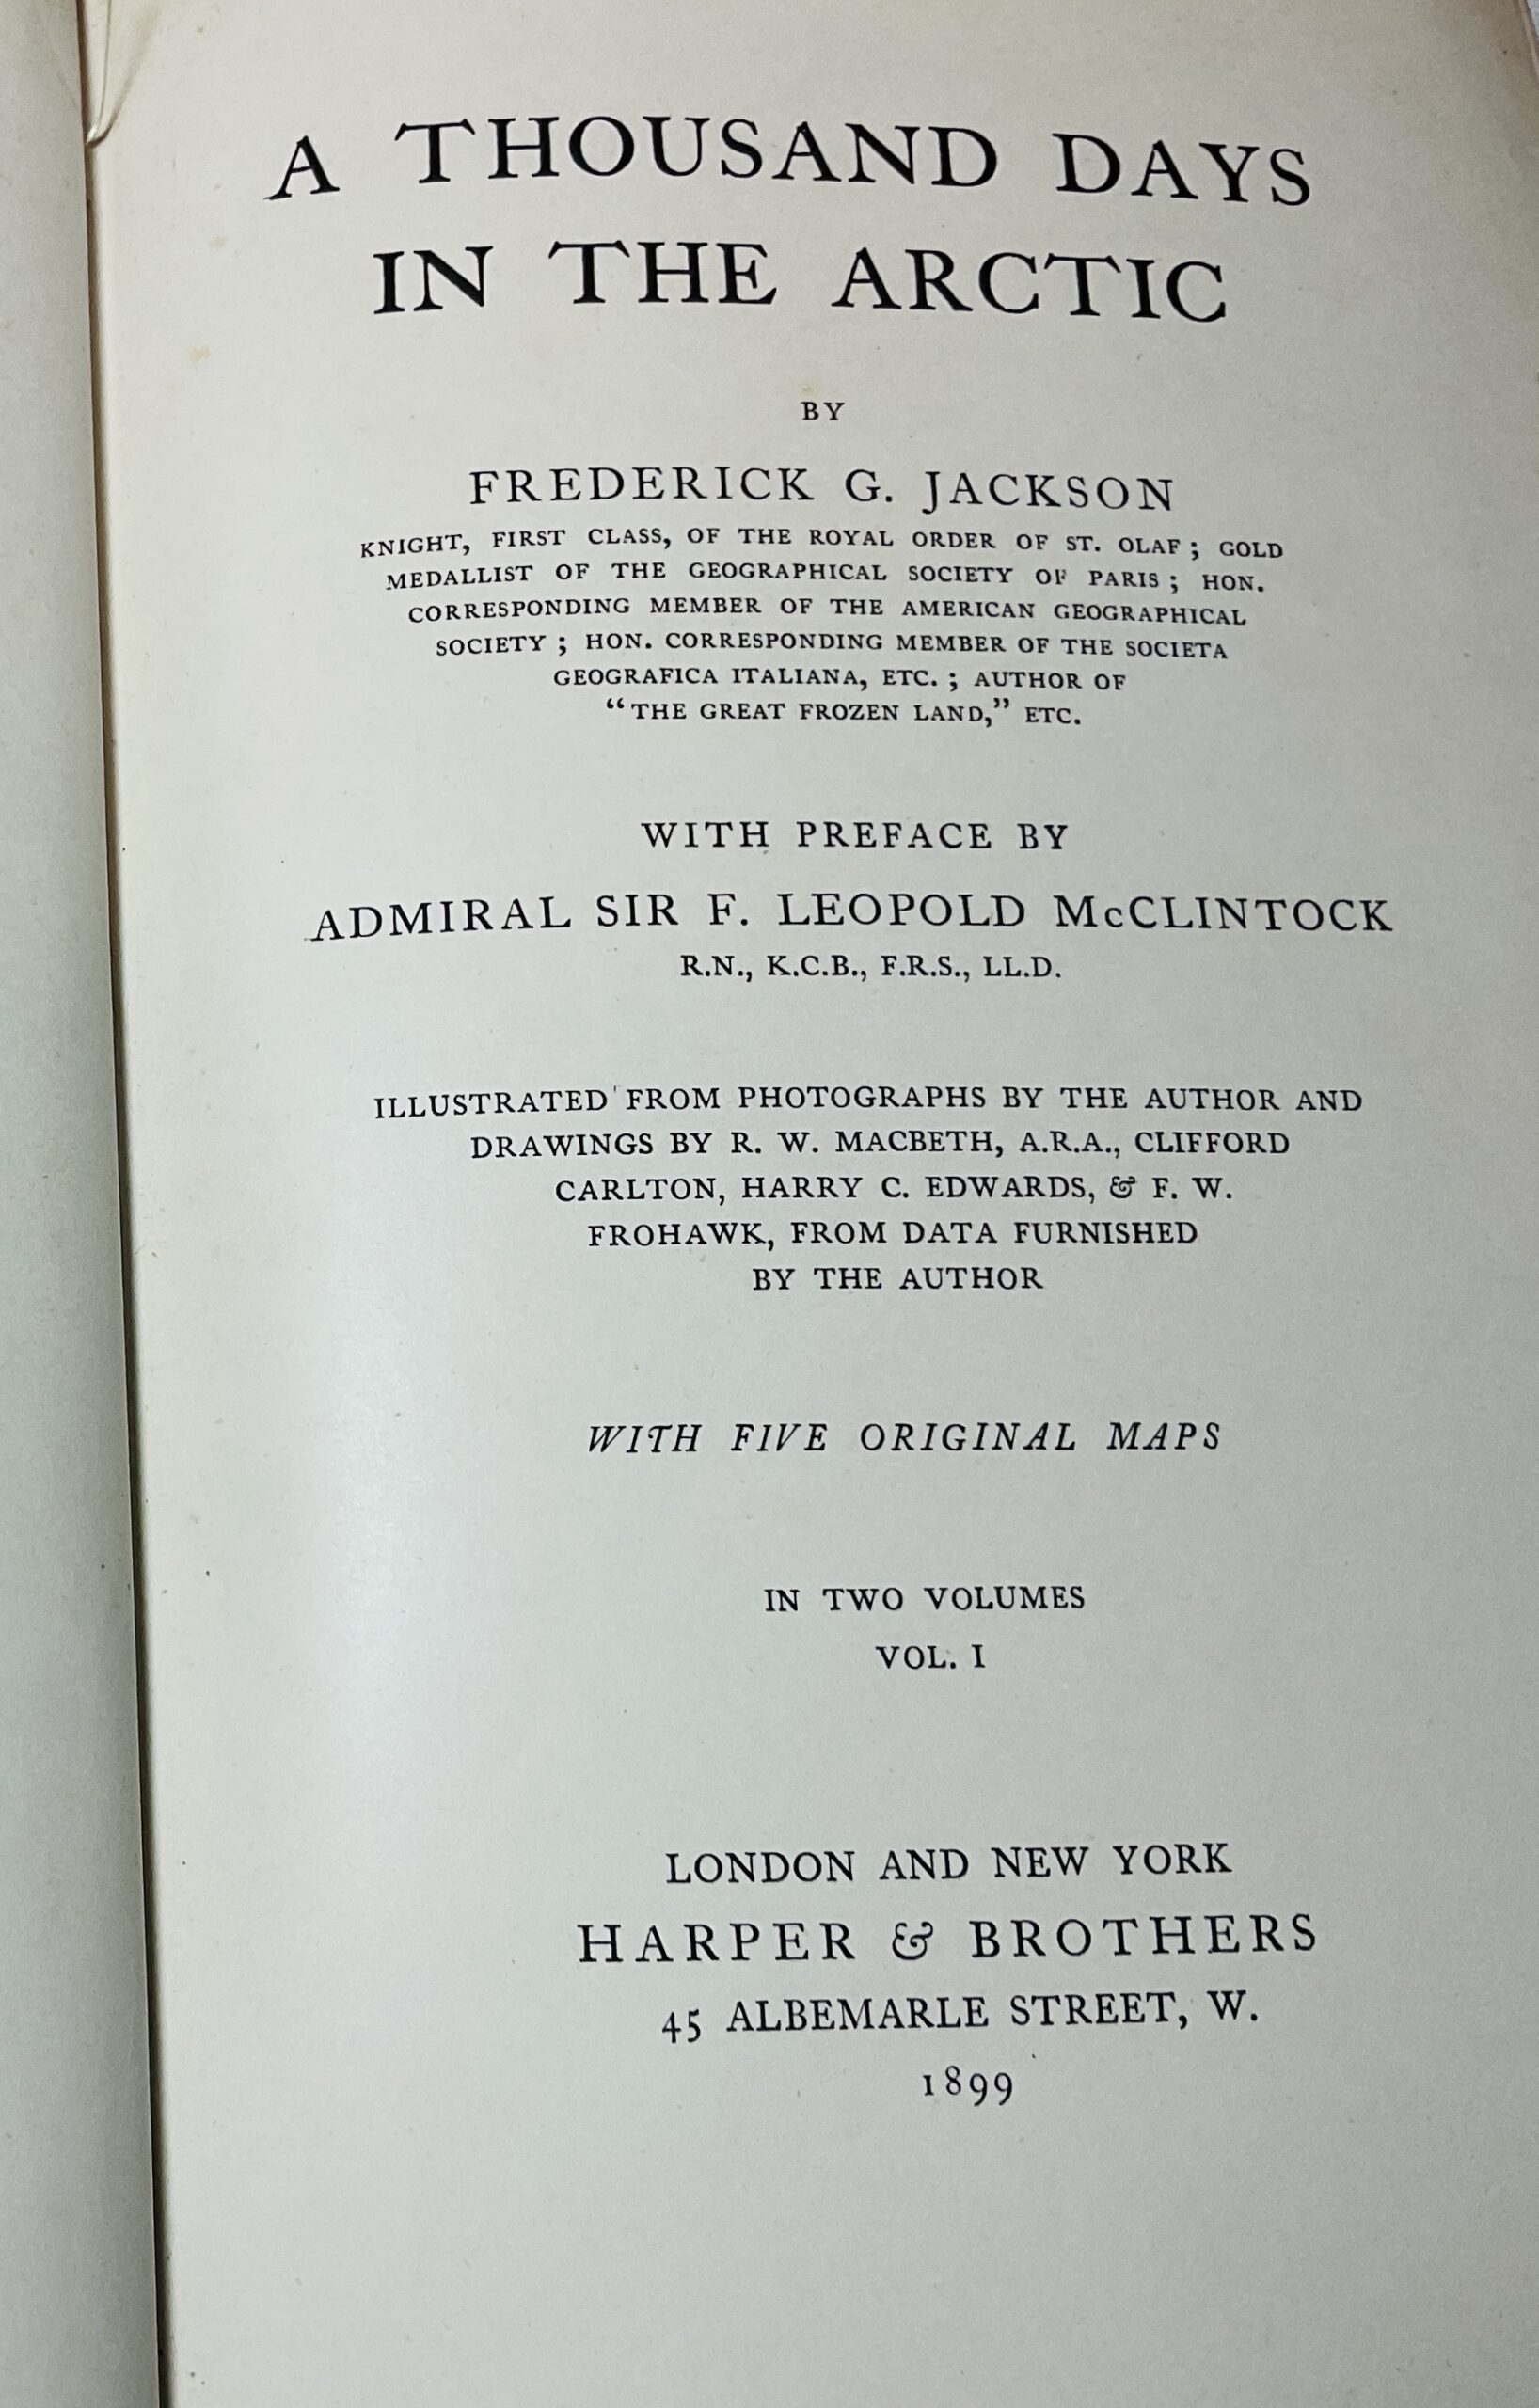 A THOUSAND DAYS
IN THE ARCTIC
BY
FREDERICK G. JACKSON
KNIGHT, FIRST CLASS, OF THE ROYAL ORDER OF ST. OLAF; GOLD
MEDALLIST OF THE GEOGRAPHICAL SOCIETY OF PARIS; HON.
CORRESPONDING MEMBER OF THE AMERICAN GEOGRAPHICAL
SOCIETY; HON. CORRESPONDING MEMBER OF THE SOCIETA
GEOGRAFICA ITALIANA, ETC.; AUTHOR OF
"THE GREAT FROZEN LAND," ETC.
WITH PREFACE BY
ADMIRAL SIR F. LEOPOLD McCLINTOCK
R.N., K.C.B., F.R.S., LL.D.
ILLUSTRATED FROM PHOTOGRAPHS BY THE AUTHOR AND
DRAWINGS BY R. W. MACBETH, A.R.A., CLIFFORD
CARLTON, HARRY C. EDWARDS, & F. W.
FROHAWK, FROM DATA FURNISHED
BY THE AUTHOR
WITH FIVE ORIGINAL MAPS
IN TWO VOLUMES
VOL. I
LONDON AND NEW YORK
HARPER & BROTHERS
45 ALBEMARLE STREET, W.
1899